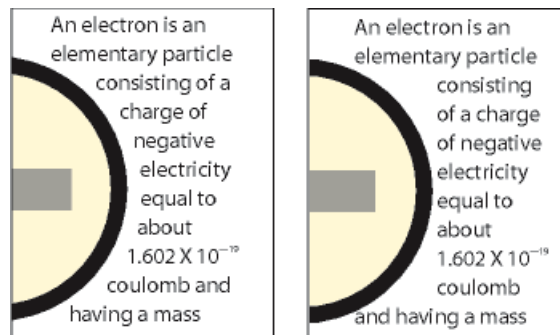 An electron is an
elementary particle
consisting of a
charge of
negative
electricity
equal to
about
1.602 X 10⁻¹⁹
coulomb and
having a mass
An electron is an
elementary particle
consisting
of a charge
of negative
electricity
equal to
about
1.602 X 10⁻¹⁹
coulomb
and having a mass